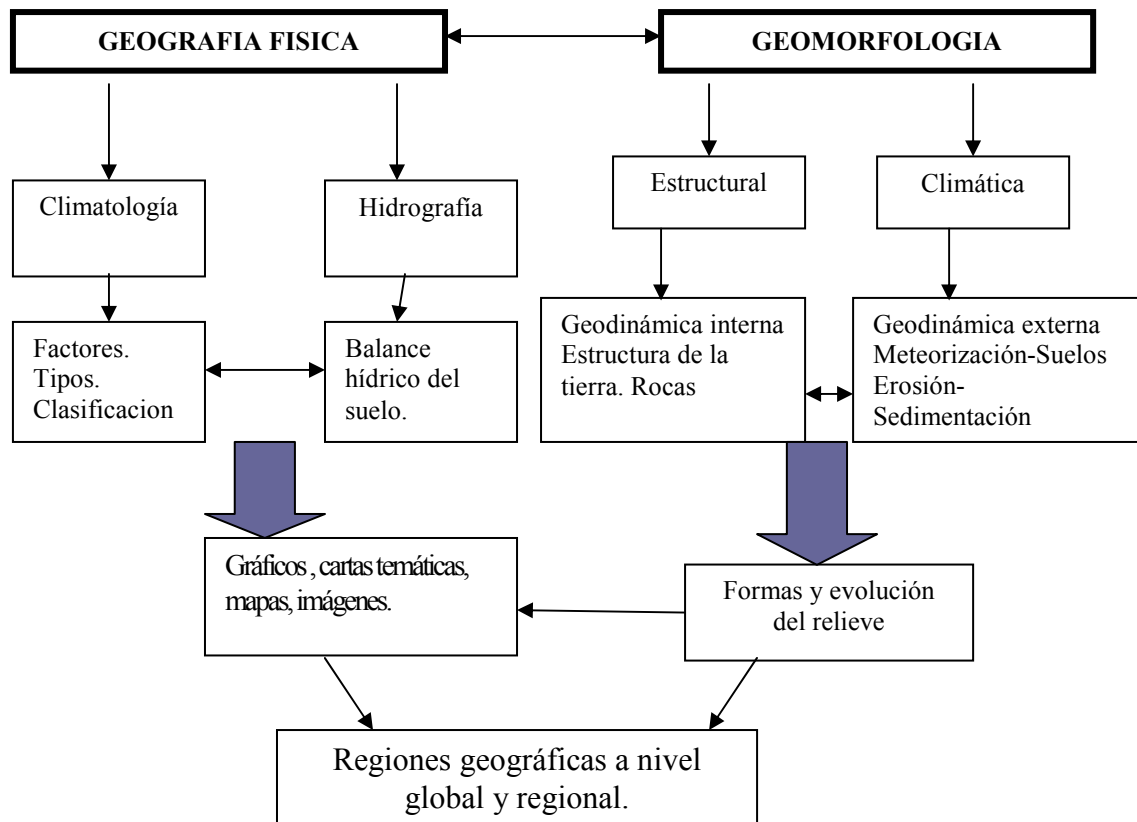 GEOGRAFIA FISICA
GEOMORFOLOGIA
Climatología
Hidrografía
Estructural
Climática
Factores.
Tipos.
Clasificacion
Balance
hídrico del
suelo.
Geodinámica interna
Estructura de la
tierra. Rocas
Geodinámica externa
Meteorización-Suelos
Erosión-
Sedimentación
Gráficos , cartas temáticas,
mapas, imágenes.
Formas y evolución
del relieve
Regiones geográficas a nivel
global y regional.